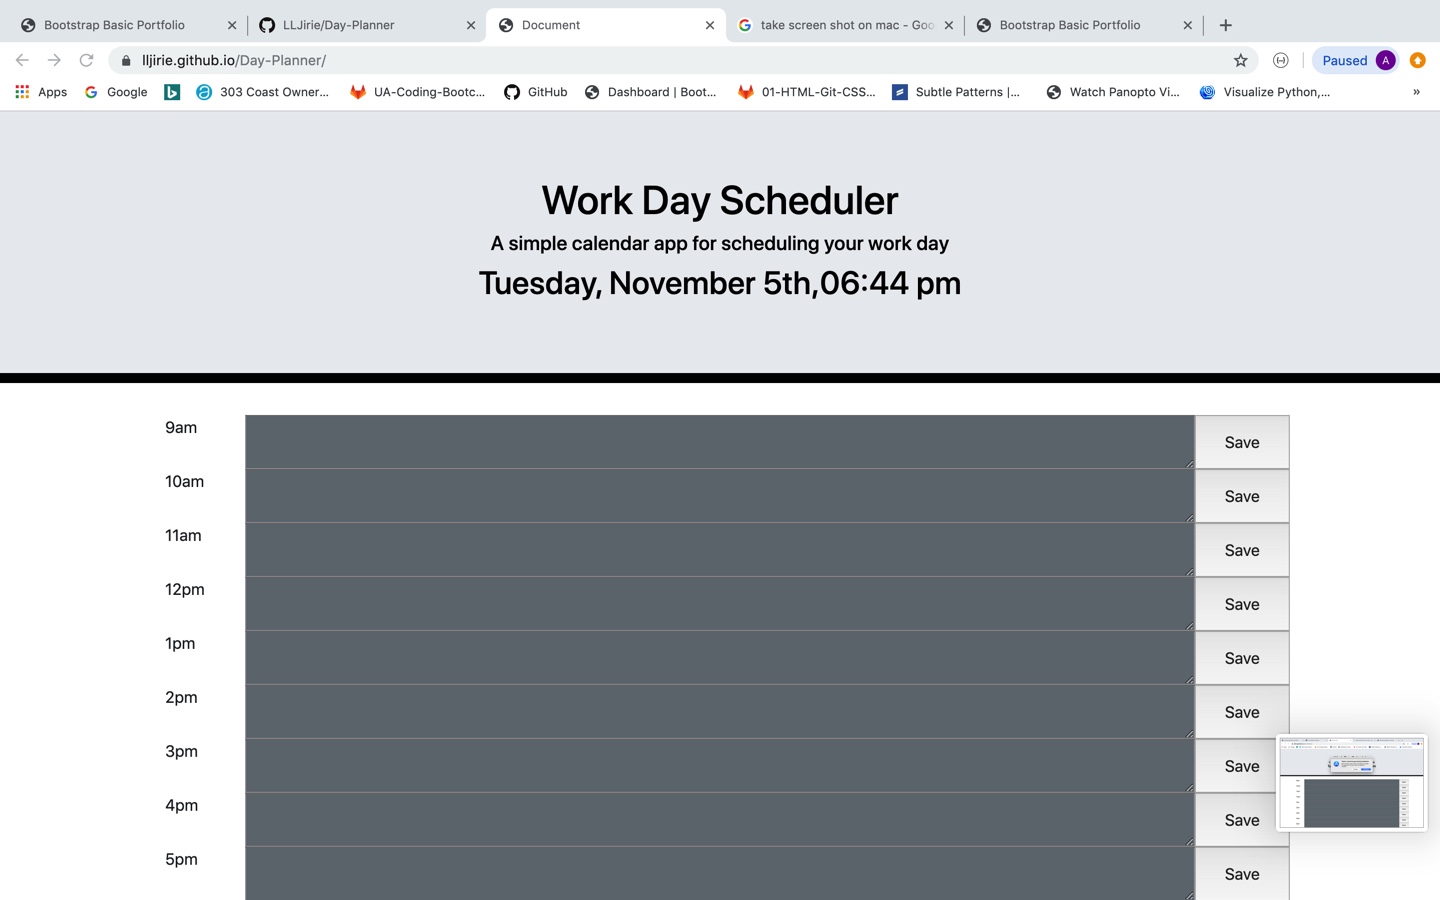 Bootstrap Basic Portfolio
LLJirie/Day-Planner
Document
take screen shot on mac - Goo
Bootstrap Basic Portfolio
lljirie.github.io/Day-Planner/
Paused A
Apps
Google
303 Coast Owner...
UA-Coding-Bootc...
GitHub
Dashboard | Boot...
01-HTML-Git-CSS...
Subtle Patterns |...
Watch Panopto Vi...
Visualize Python,...
»
Work Day Scheduler
A simple calendar app for scheduling your work day
Tuesday, November 5th,06:44 pm
9am Save
10am Save
11am Save
12pm Save
1pm Save
2pm Save
3pm Save
4pm Save
5pm Save